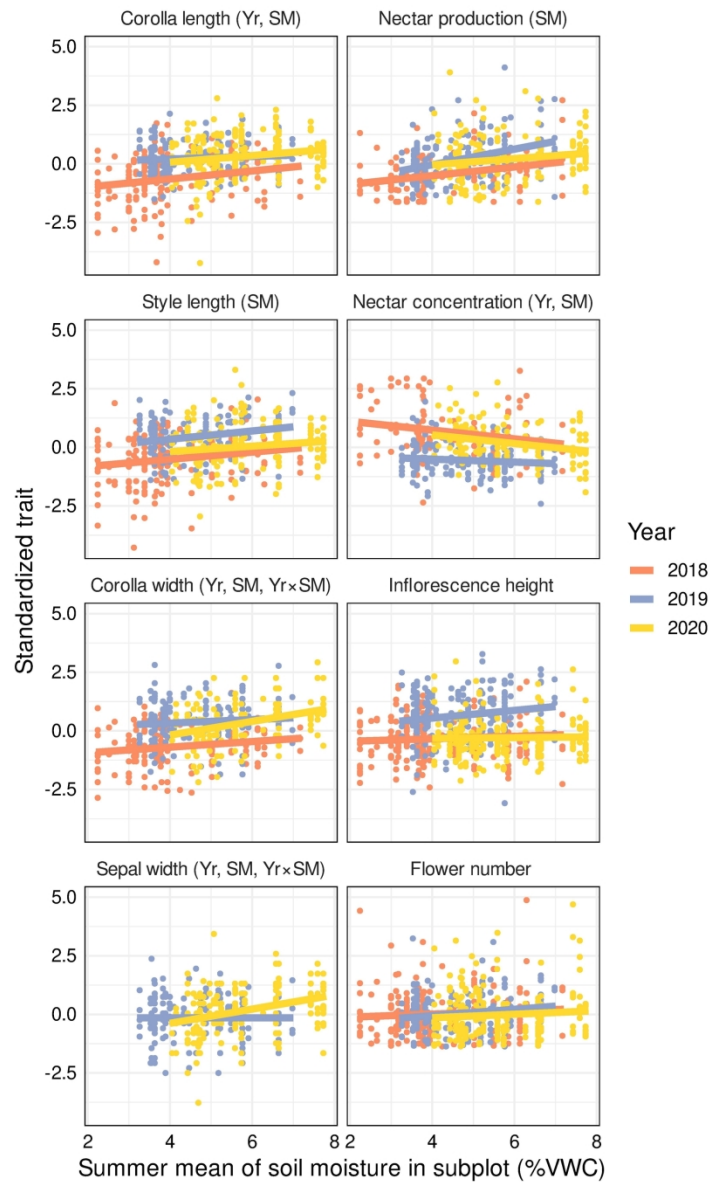 Corolla length (Yr, SM) Nectar production (SM)
5.0
2.5
0.0
-2.5
Style length (SM) Nectar concentration (Yr, SM)
5.0
2.5
0.0
-2.5
Corolla width (Yr, SM, Yr×SM) Inflorescence height
5.0
2.5
0.0
-2.5
Sepal width (Yr, SM, Yr×SM) Flower number
5.0
2.5
0.0
-2.5
2 4 6 8 2 4 6 8
Summer mean of soil moisture in subplot (%VWC)
Standardized trait
Year
2018
2019
2020